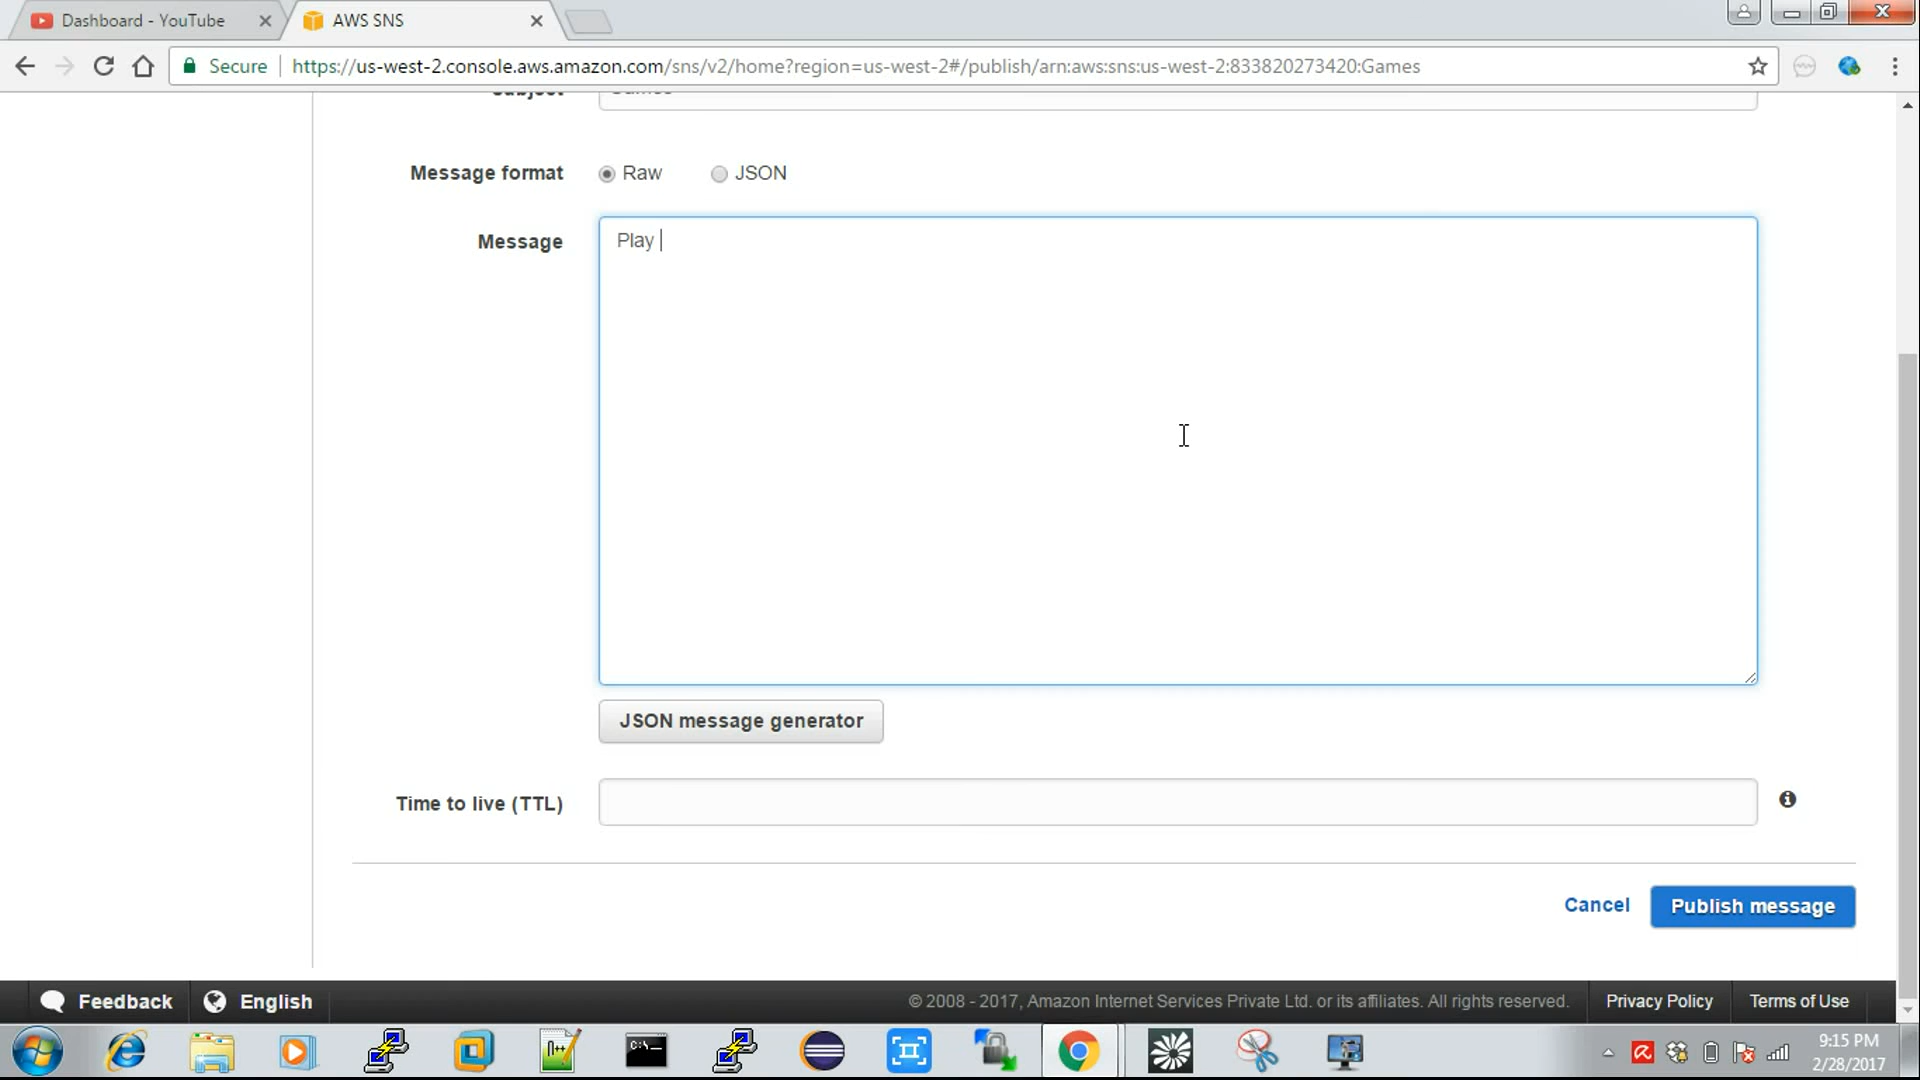 Dashboard - YouTube
AWS SNS
Secure
https://us-west-2.console.aws.amazon.com/sns/v2/home?region=us-west-2#/publish/arn:aws:sns:us-west-2:833820273420:Games
Subject
Games
Message format
Raw
JSON
Message
Play
JSON message generator
Time to live (TTL)
Cancel
Publish message
Feedback
English
© 2008 - 2017, Amazon Internet Services Private Ltd. or its affiliates. All rights reserved.
Privacy Policy
Terms of Use
C:\
9:15 PM
2/28/2017